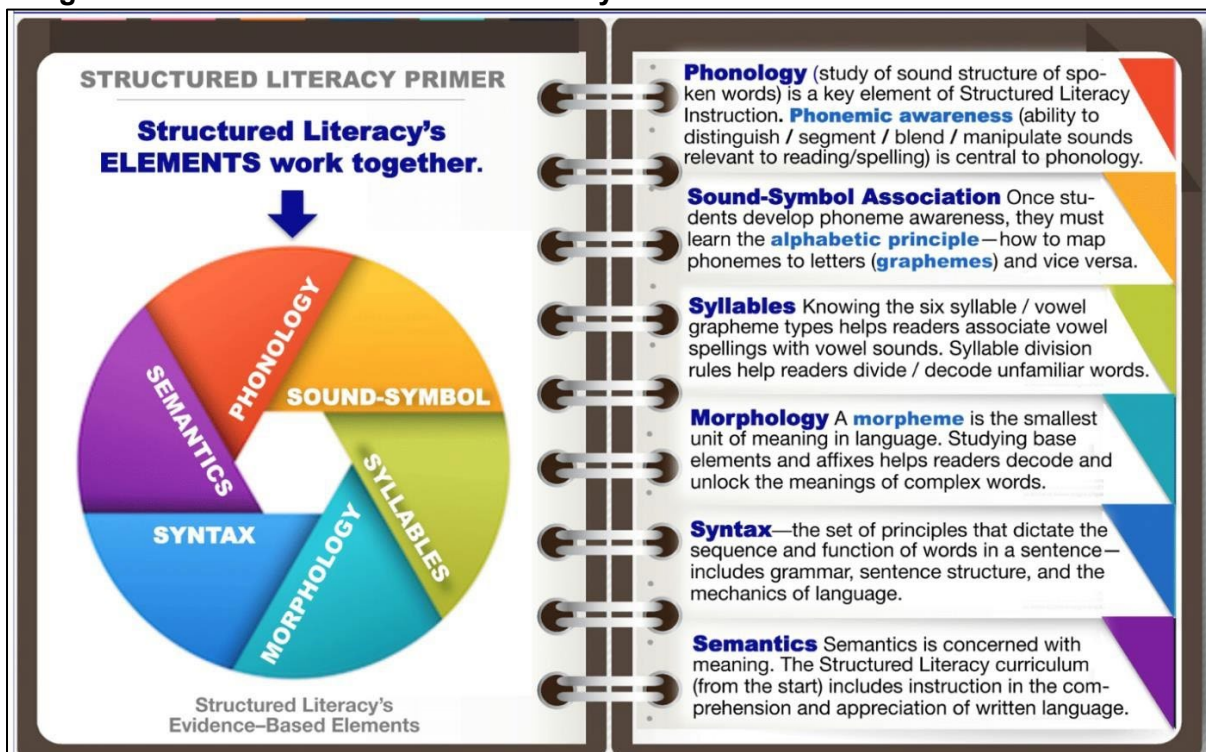 STRUCTURED LITERACY PRIMER
Structured Literacy's
ELEMENTS work together.
PHONOLOGY
SOUND-SYMBOL
SYLLABLES
MORPHOLOGY
SYNTAX
SEMANTICS
Structured Literacy's
Evidence–Based Elements
Phonology (study of sound structure of spo-
ken words) is a key element of Structured Literacy
Instruction. Phonemic awareness (ability to
distinguish / segment / blend / manipulate sounds
relevant to reading/spelling) is central to phonology.
Sound-Symbol Association Once stu-
dents develop phoneme awareness, they must
learn the alphabetic principle—how to map
phonemes to letters (graphemes) and vice versa.
Syllables Knowing the six syllable / vowel
grapheme types helps readers associate vowel
spellings with vowel sounds. Syllable division
rules help readers divide / decode unfamiliar words.
Morphology A morpheme is the smallest
unit of meaning in language. Studying base
elements and affixes helps readers decode and
unlock the meanings of complex words.
Syntax—the set of principles that dictate the
sequence and function of words in a sentence—
includes grammar, sentence structure, and the
mechanics of language.
Semantics Semantics is concerned with
meaning. The Structured Literacy curriculum
(from the start) includes instruction in the com-
prehension and appreciation of written language.